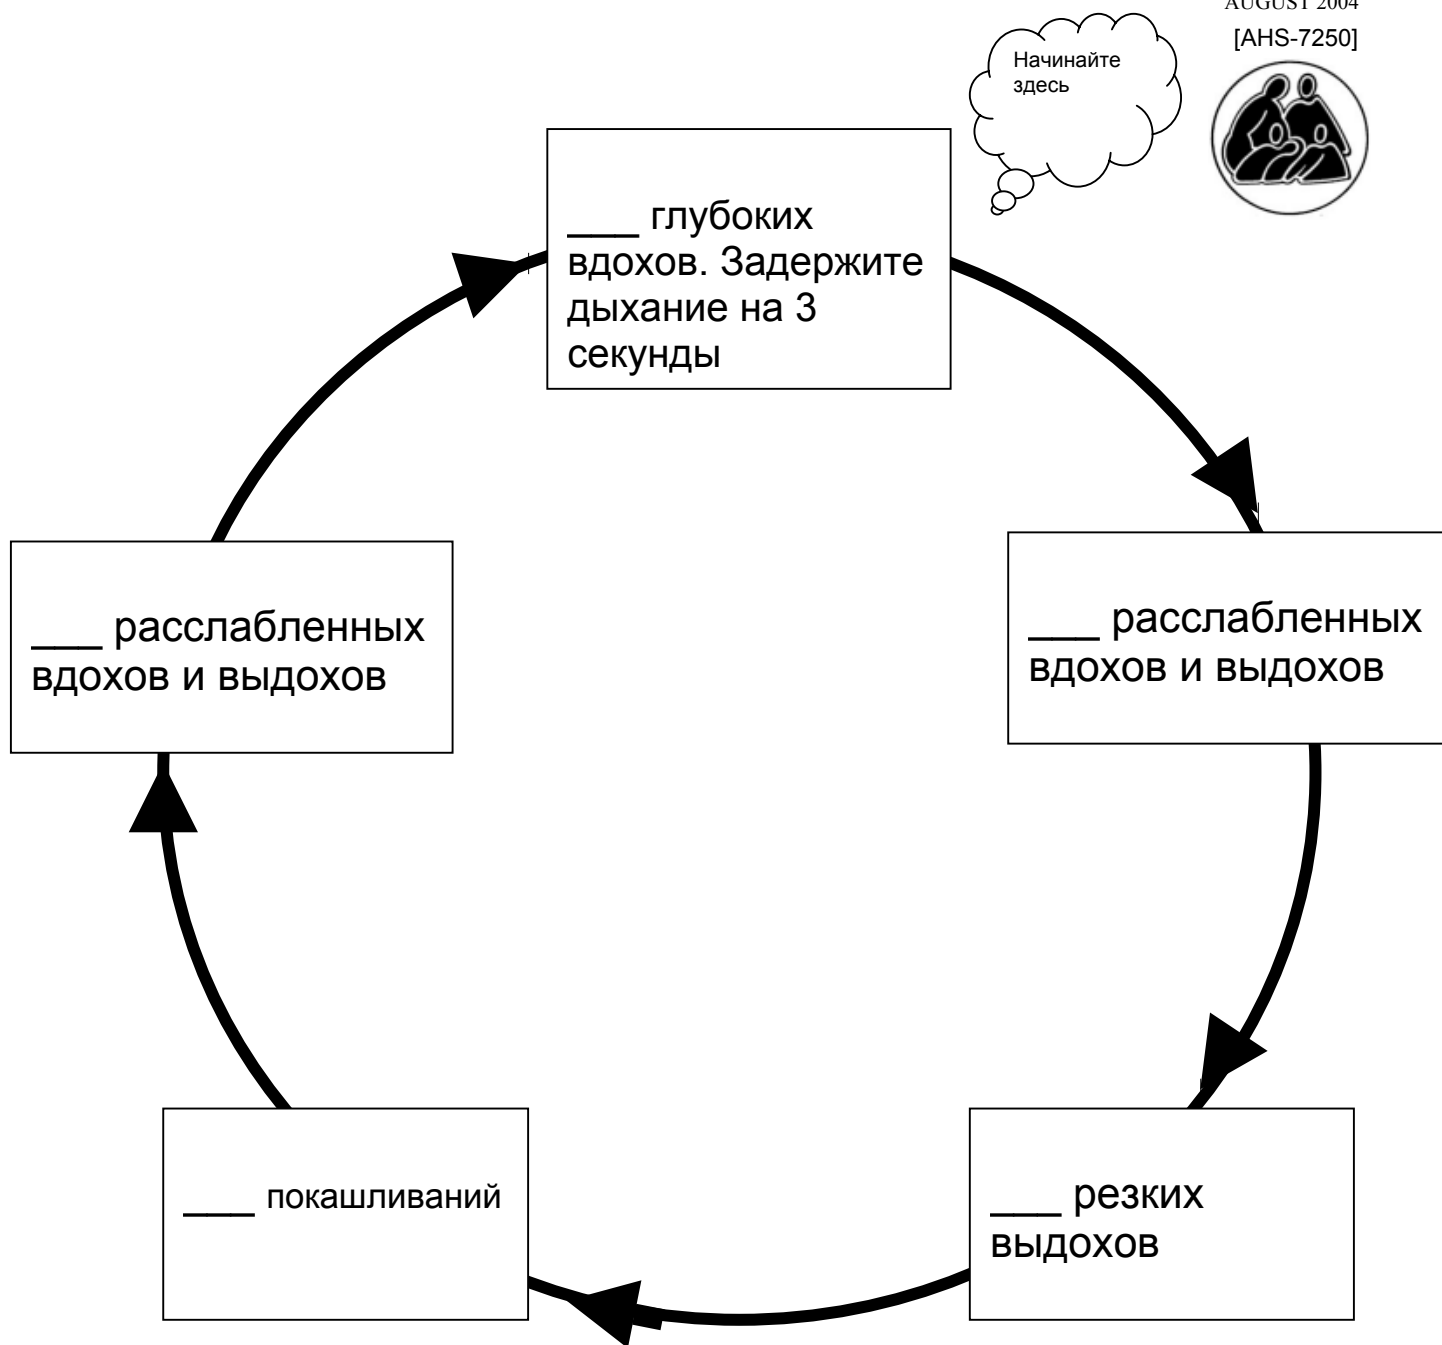 AUGUST 2004
[AHS-7250]
Начинайте
здесь
___ глубоких
вдохов. Задержите
дыхание на 3
секунды
___ расслабленных
вдохов и выдохов
___ расслабленных
вдохов и выдохов
___ резких
выдохов
___ покашливаний